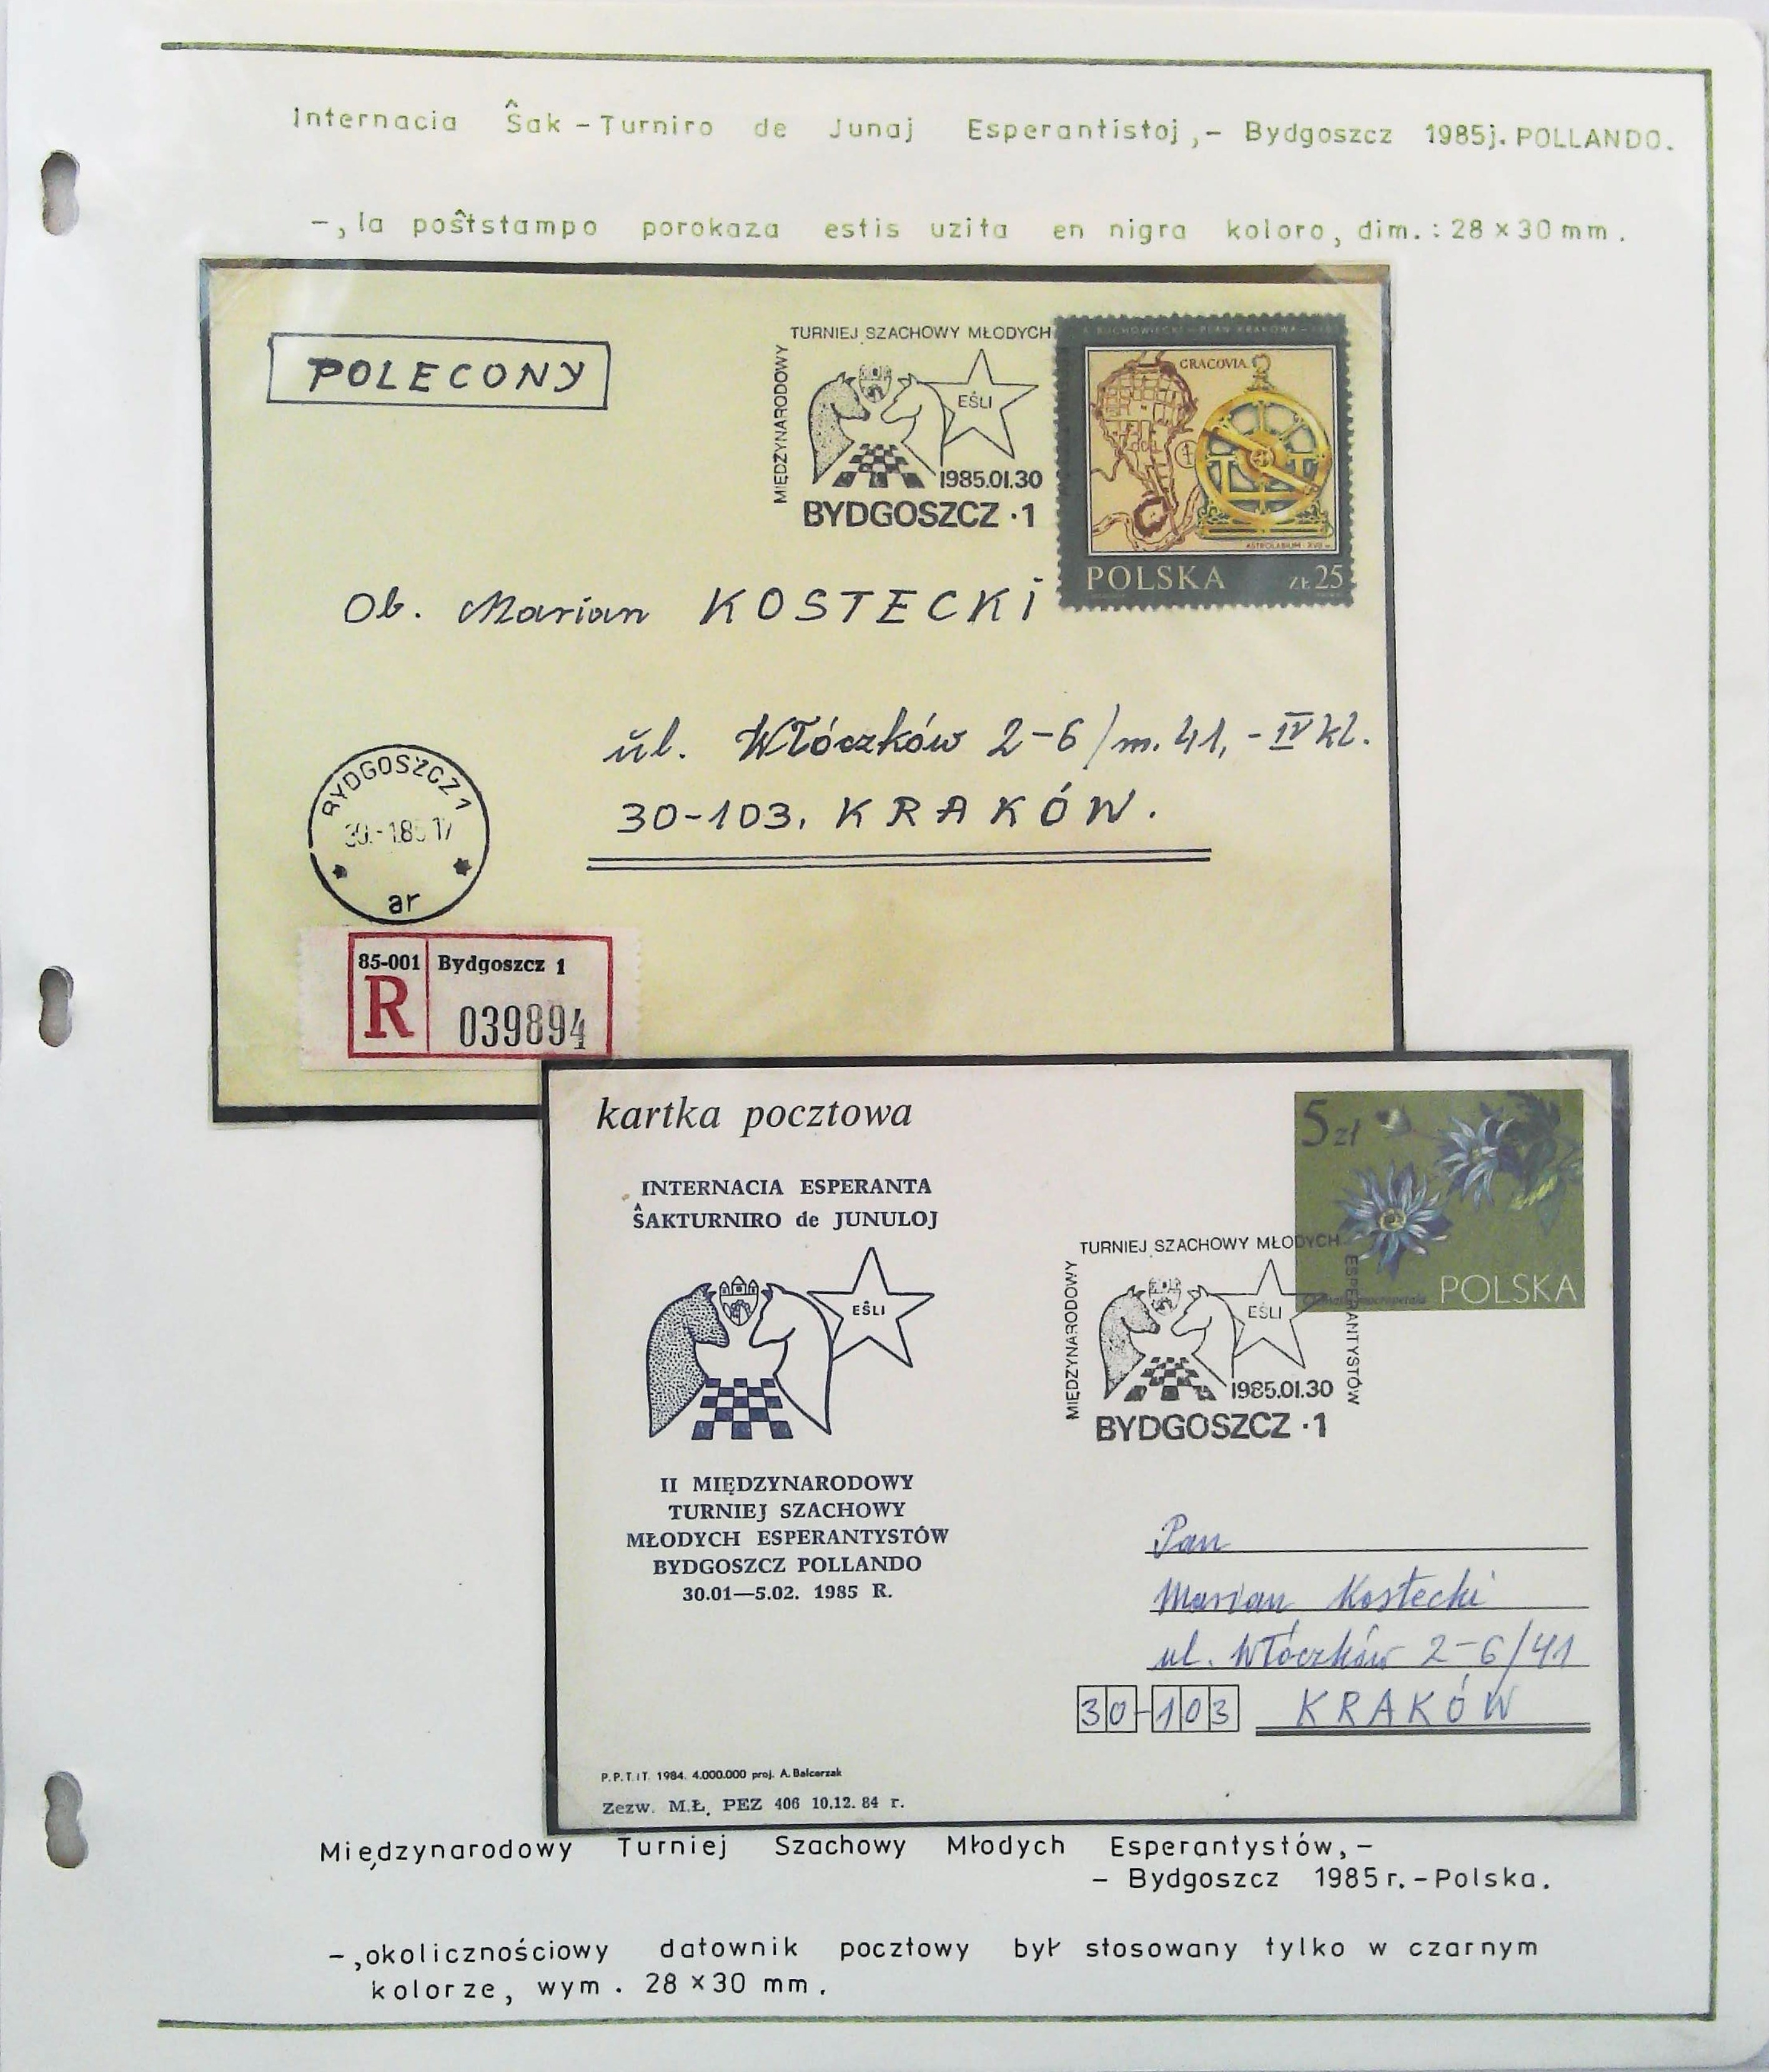 Internacia Ŝak-Turniro de Junaj Esperantistoj,- Bydgoszcz 1985j. POLLANDO.
-, la poŝtstampo porokaza estis uzita en nigra koloro, dim.: 28 × 30 mm.
POLECONY
TURNIEJ SZACHOWY MŁODYCH
MIĘDZYNARODOWY
EŜLI
1985.01.30
BYDGOSZCZ ·1
CRACOVIA
ASTROLABIUM XVII w.
POLSKA ZŁ 25
Ob. Marian KOSTECKI
ul. Włóczków 2-6/m. 41, - IV kl.
30-103. KRAKÓW.
BYDGOSZCZ 1
ar
85-001 Bydgoszcz 1
R 039894
kartka pocztowa
5 zł
POLSKA
INTERNACIA ESPERANTA
ŜAKTURNIRO de JUNULOJ
EŜLI
TURNIEJ SZACHOWY MŁODYCH
MIĘDZYNARODOWY
ESPERANTYSTÓW
EŜLI
1985.01.30
BYDGOSZCZ ·1
II MIĘDZYNARODOWY
TURNIEJ SZACHOWY
MŁODYCH ESPERANTYSTÓW
BYDGOSZCZ POLLANDO
30.01—5.02. 1985 R.
Pan
Marian Kostecki
ul. Włóczków 2-6/41
30-103 KRAKÓW
P.P.T.iT. 1984. 4.000.000 proj. A. Balcerzak
Zezw. M.Ł. PEZ 406 10.12. 84 r.
Międzynarodowy Turniej Szachowy Młodych Esperantystów,-
- Bydgoszcz 1985 r. - Polska.
-, okolicznościowy datownik pocztowy był stosowany tylko w czarnym
kolorze, wym. 28 × 30 mm.